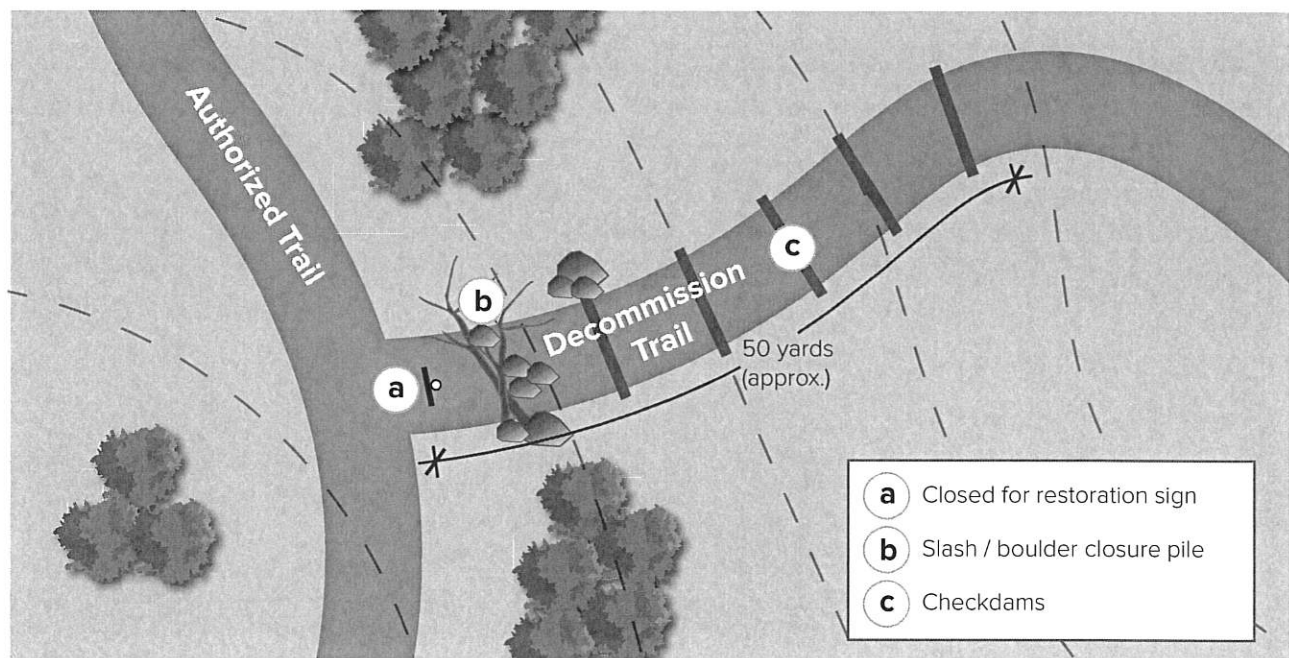 Authorized Trail
b
c
Decommission
Trail
a
50 yards
(approx.)
a Closed for restoration sign
b Slash / boulder closure pile
c Checkdams